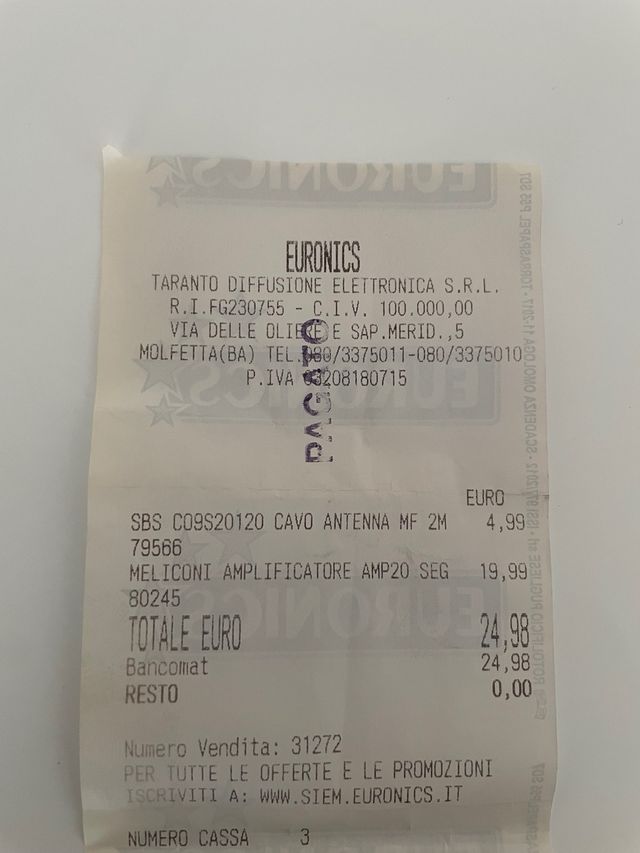 EURONICS
TARANTO DIFFUSIONE ELETTRONICA S.R.L.
R.I.FG230755 - C.I.V. 100.000,00
VIA DELLE OLIERE E SAP.MERID.,5
MOLFETTA(BA) TEL.080/3375011-080/3375010
P.IVA 03208180715
PAGATO
EURO
SBS CO9S20120 CAVO ANTENNA MF 2M 4,99
79566
MELICONI AMPLIFICATORE AMP20 SEG 19,99
80245
TOTALE EURO 24,98
Bancomat 24,98
RESTO 0,00
Numero Vendita: 31272
PER TUTTE LE OFFERTE E LE PROMOZIONI
ISCRIVITI A: WWW.SIEM.EURONICS.IT
NUMERO CASSA 3